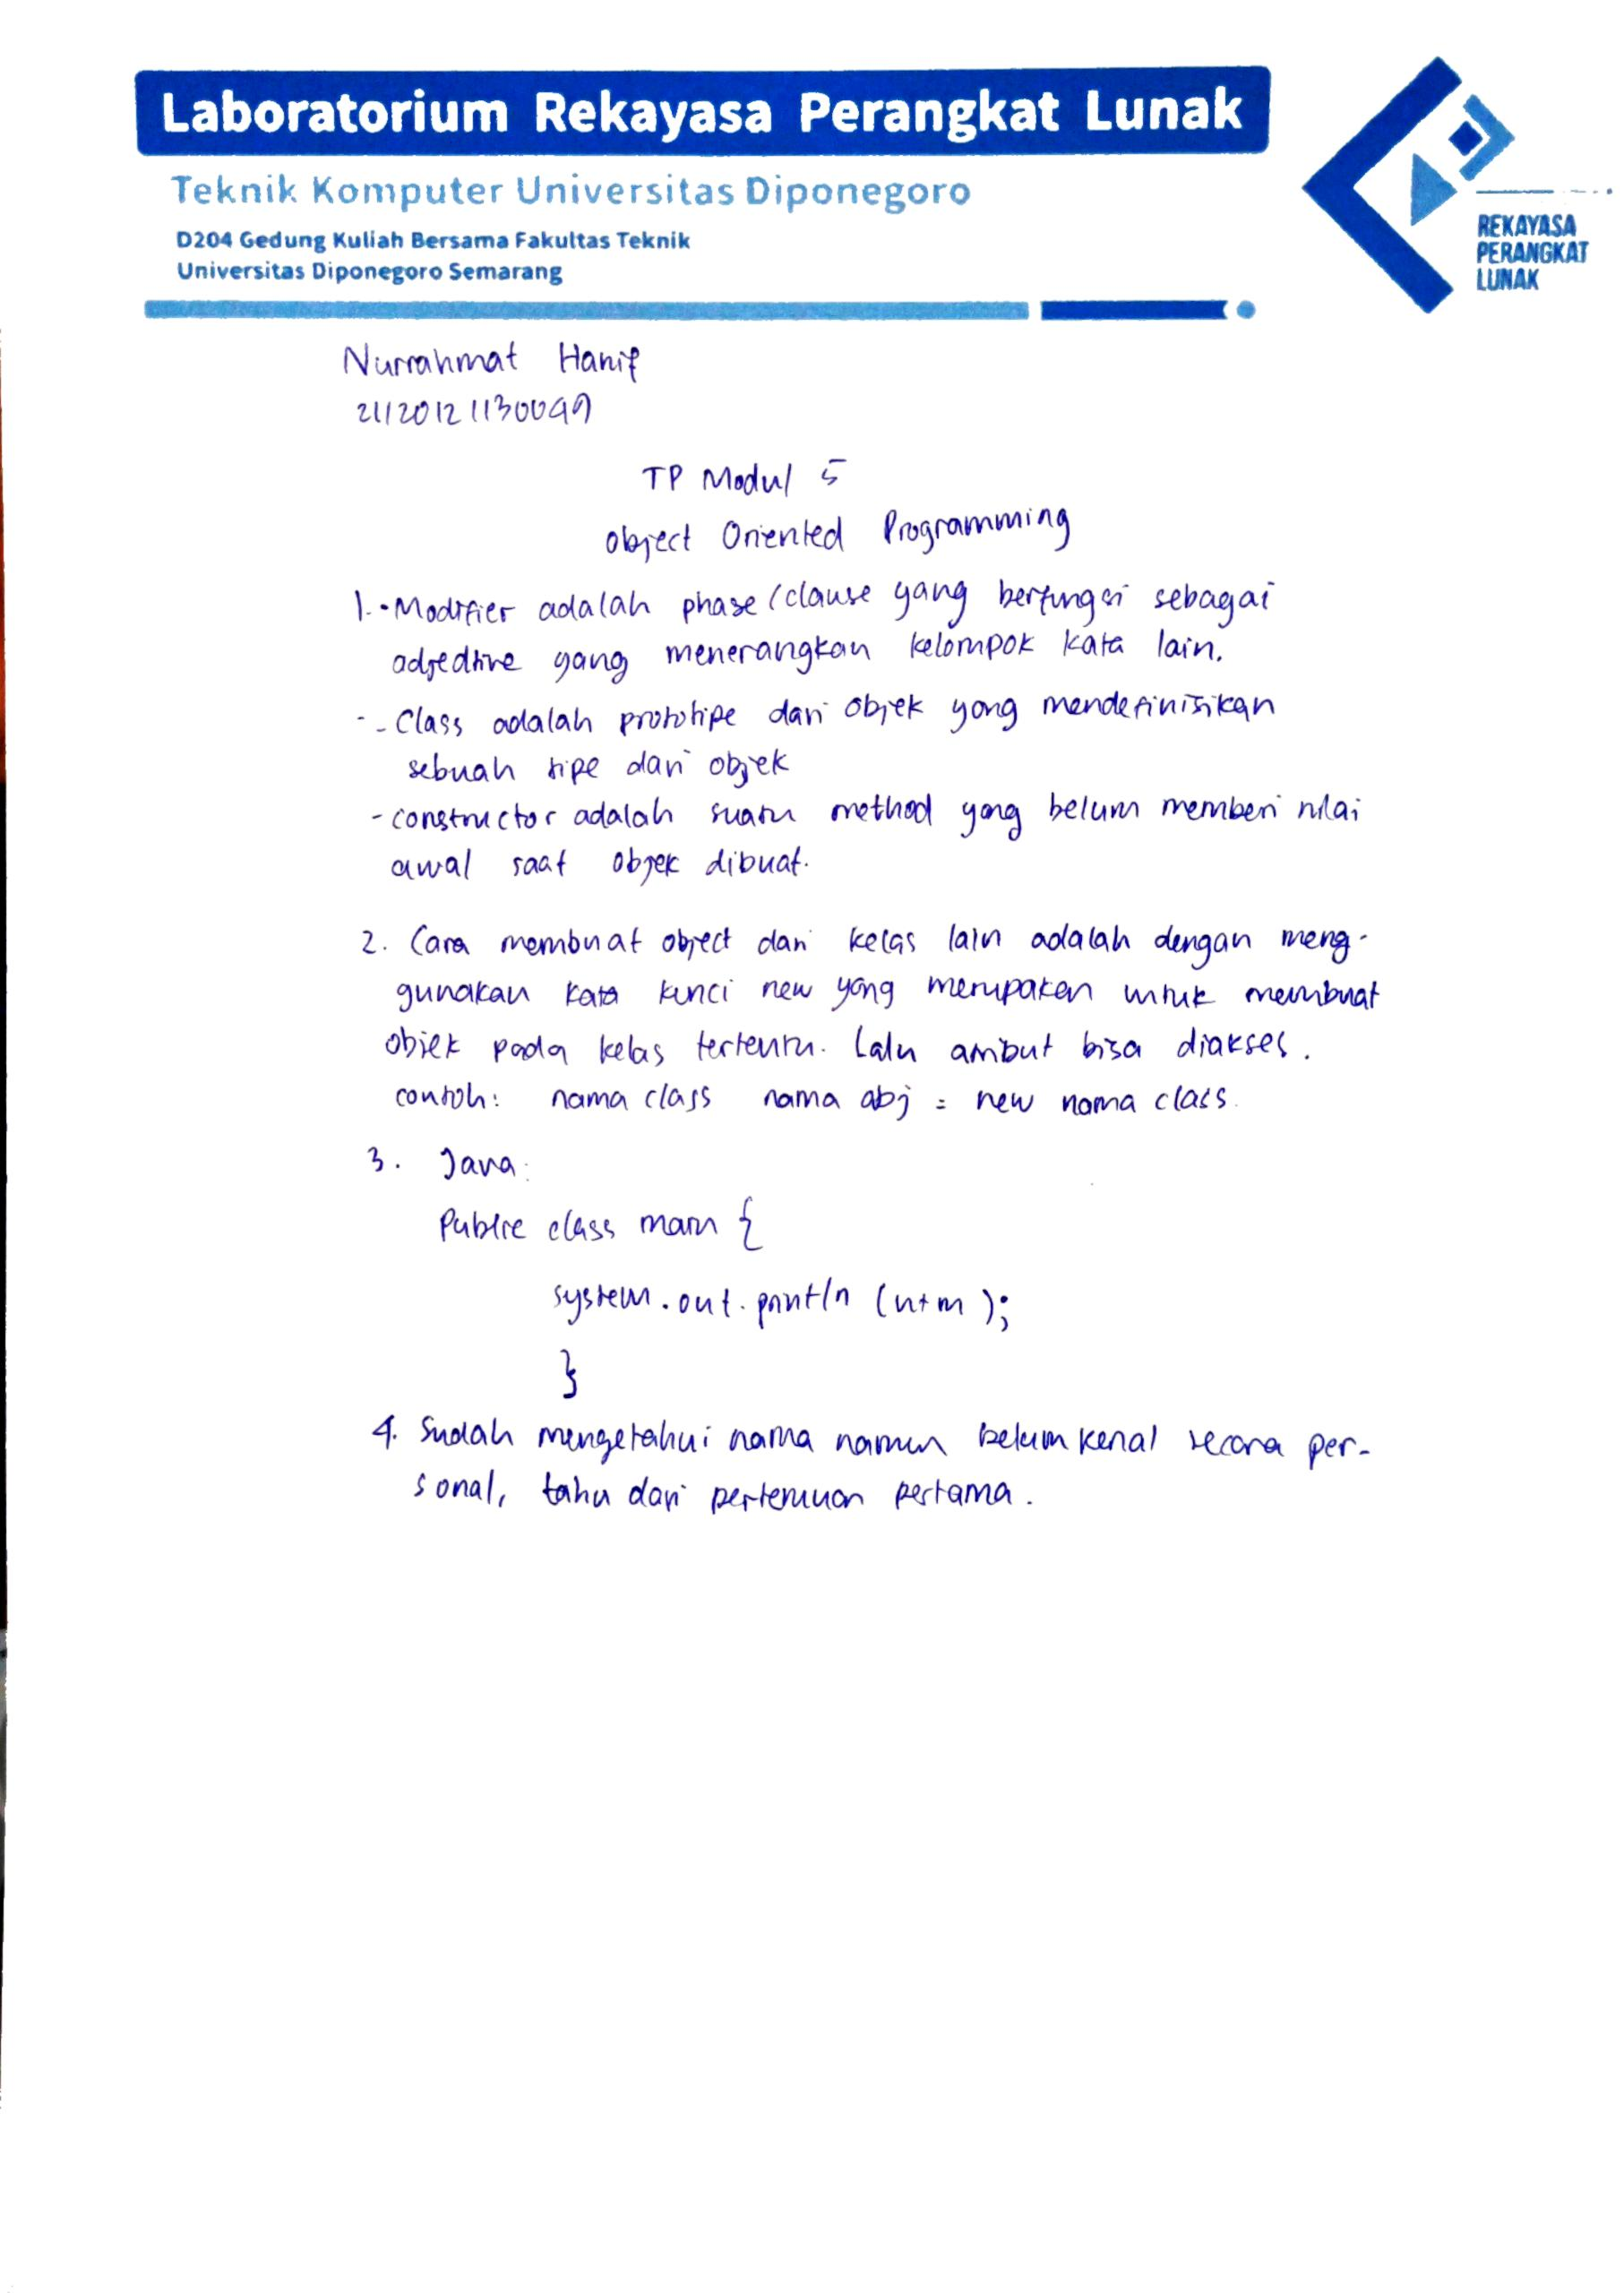 Laboratorium Rekayasa Perangkat Lunak
Teknik Komputer Universitas Diponegoro
D204 Gedung Kuliah Bersama Fakultas Teknik
Universitas Diponegoro Semarang
REKAYASA
PERANGKAT
LUNAK
Nurrahmat Hanif
21120121130049
TP Modul 5
Object Oriented Programming
1. - Modifier adalah phase/clause yang berfungsi sebagai
adjedtive yang menerangkan kelompok kata lain.
- Class adalah prototipe dari objek yang mendefinisikan
sebuah tipe dari objek
- constructor adalah suatu method yang belum memberi nilai
awal saat objek dibuat.
2. Cara membuat object dari kelas lain adalah dengan meng-
gunakan kata kunci new yang merupaken untuk membuat
objek pada kelas tertentu. Lalu atribut bisa diakses.
contoh: nama class nama abj = new nama class.
3. Java:
Public class main {
system.out.println (n+m);
}
4. Sudah mengetahui nama namun belum kenal secara per-
sonal, tahu dari pertemuan pertama.